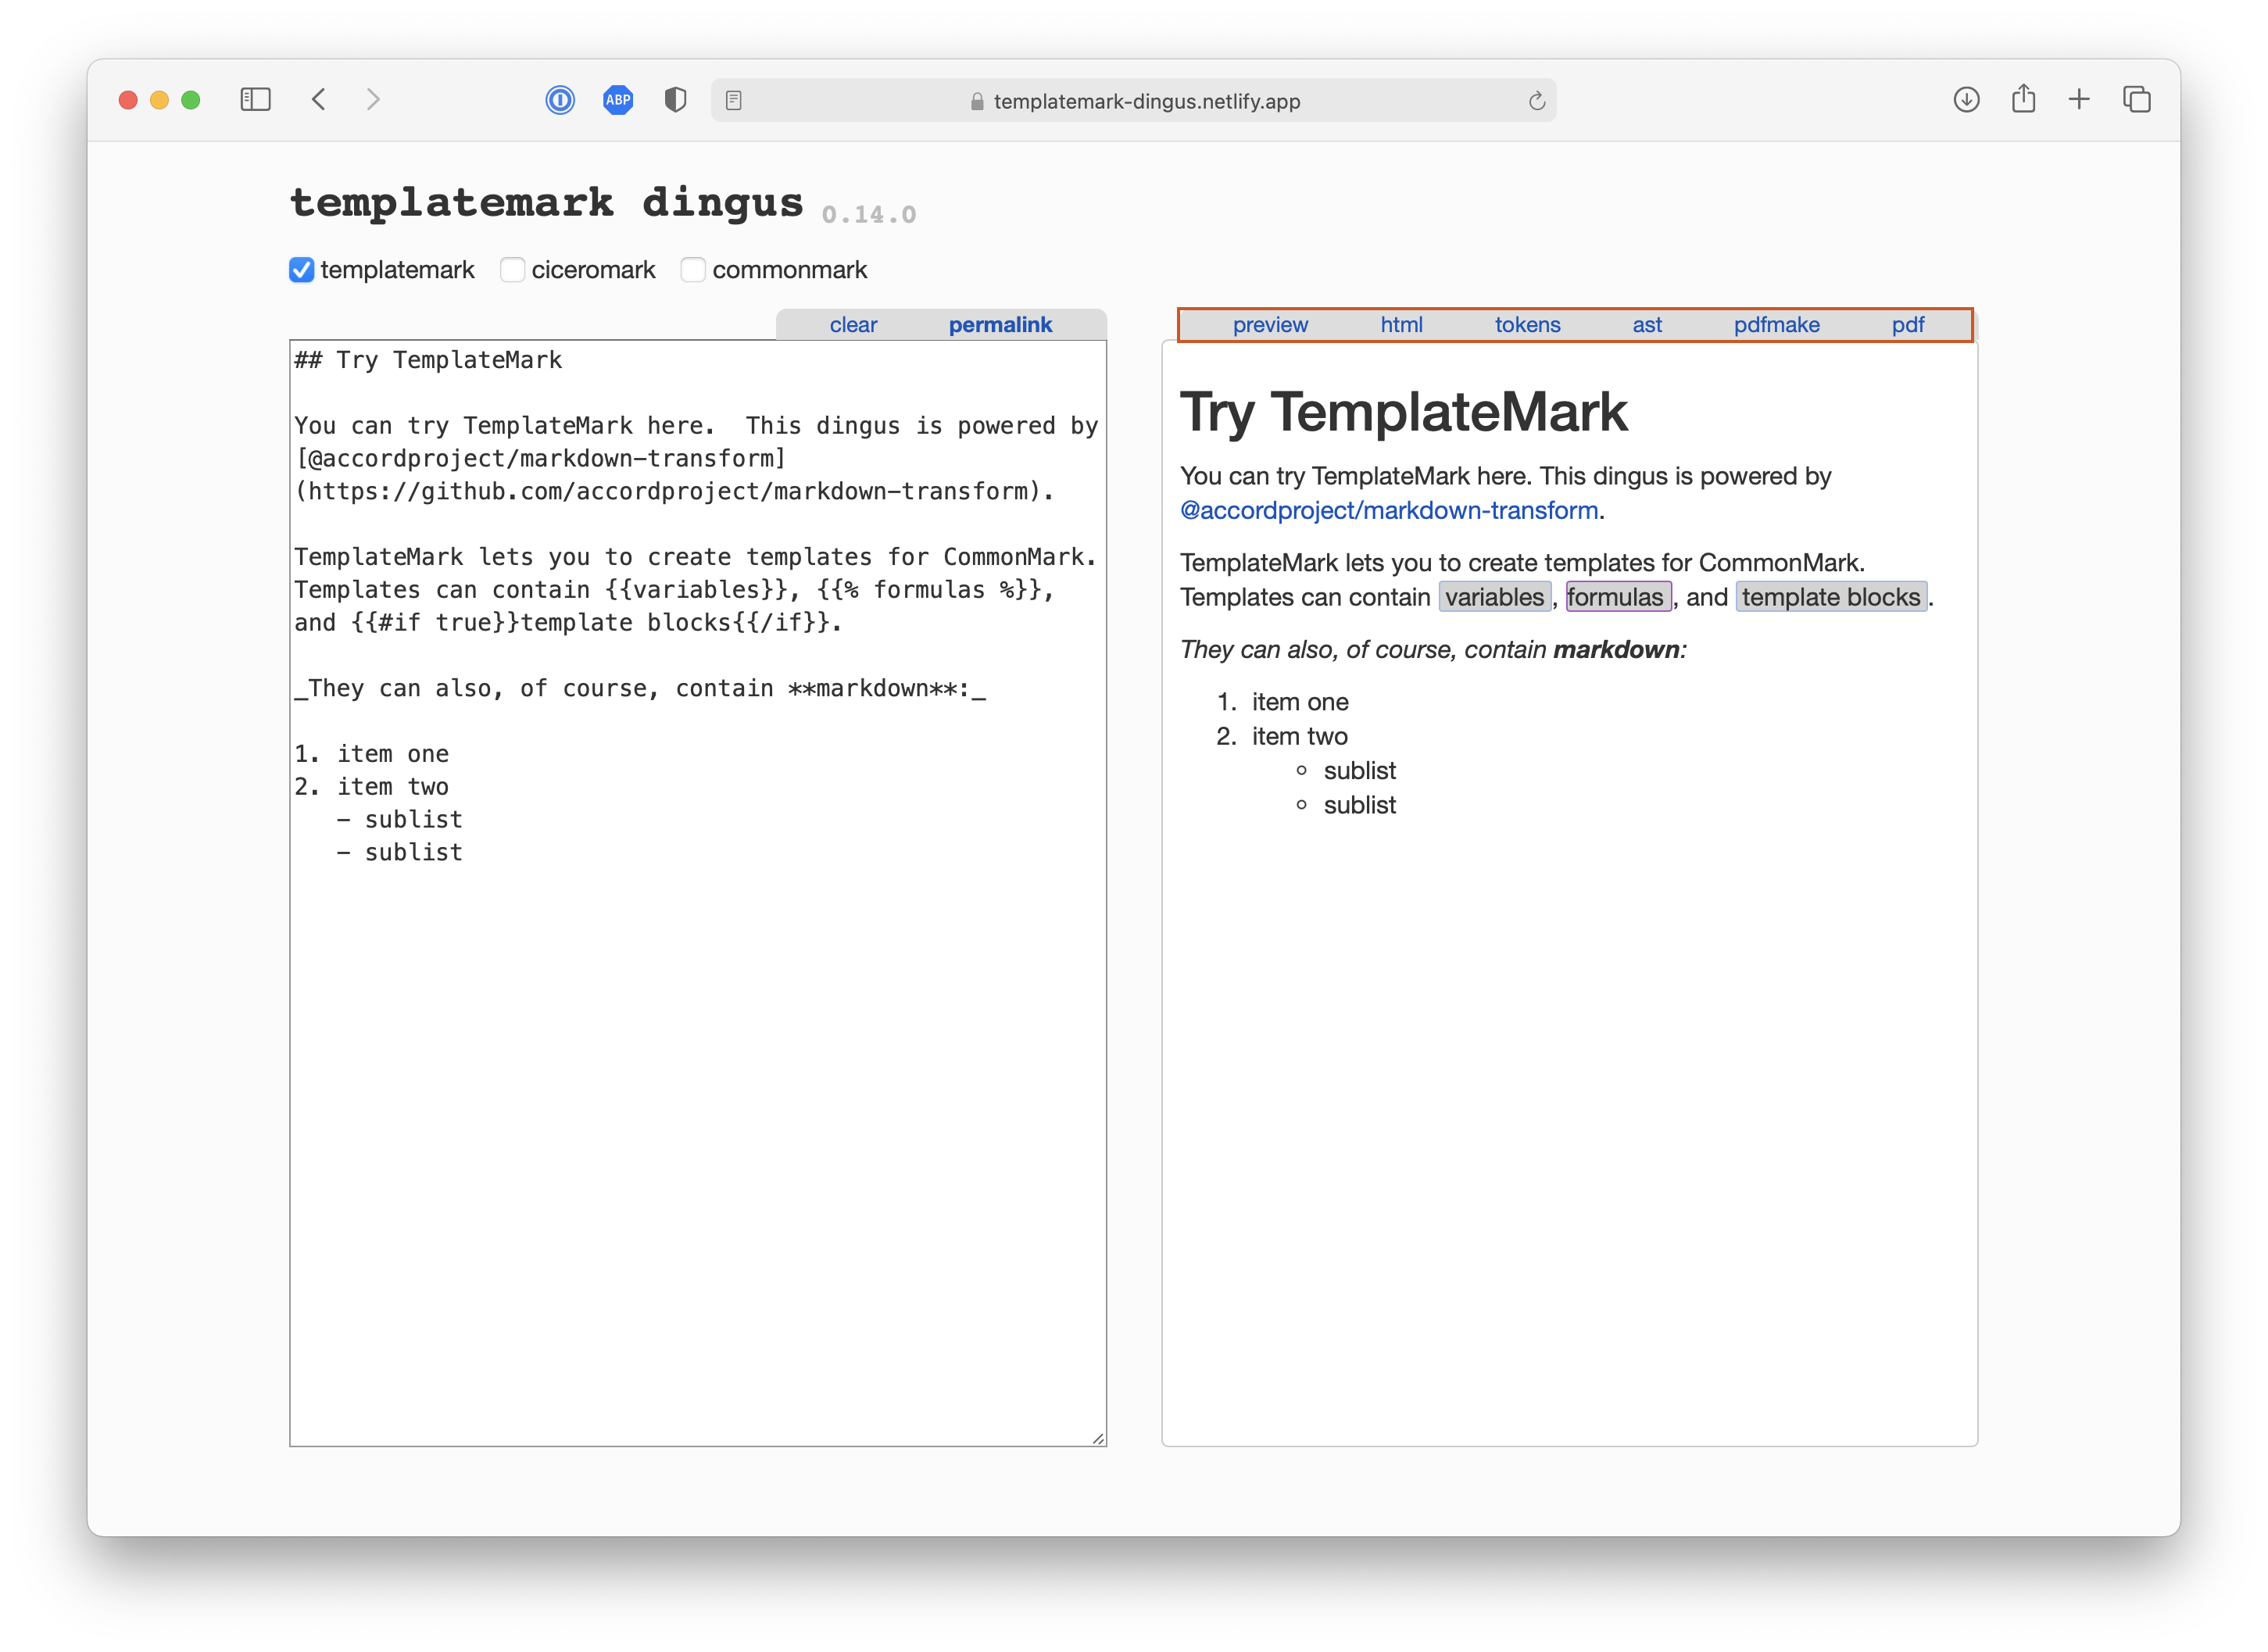 ABP
templatemark-dingus.netlify.app
templatemark dingus 0.14.0
templatemark ciceromark commonmark
clear permalink
## Try TemplateMark
You can try TemplateMark here.  This dingus is powered by
[@accordproject/markdown-transform]
(https://github.com/accordproject/markdown-transform).
TemplateMark lets you to create templates for CommonMark.
Templates can contain {{variables}}, {{% formulas %}},
and {{#if true}}template blocks{{/if}}.
_They can also, of course, contain **markdown**:_
1. item one
2. item two
   - sublist
   - sublist
preview html tokens ast pdfmake pdf
Try TemplateMark
You can try TemplateMark here. This dingus is powered by
@accordproject/markdown-transform.
TemplateMark lets you to create templates for CommonMark.
Templates can contain variables, formulas, and template blocks.
They can also, of course, contain markdown:
1. item one
2. item two
◦ sublist
◦ sublist